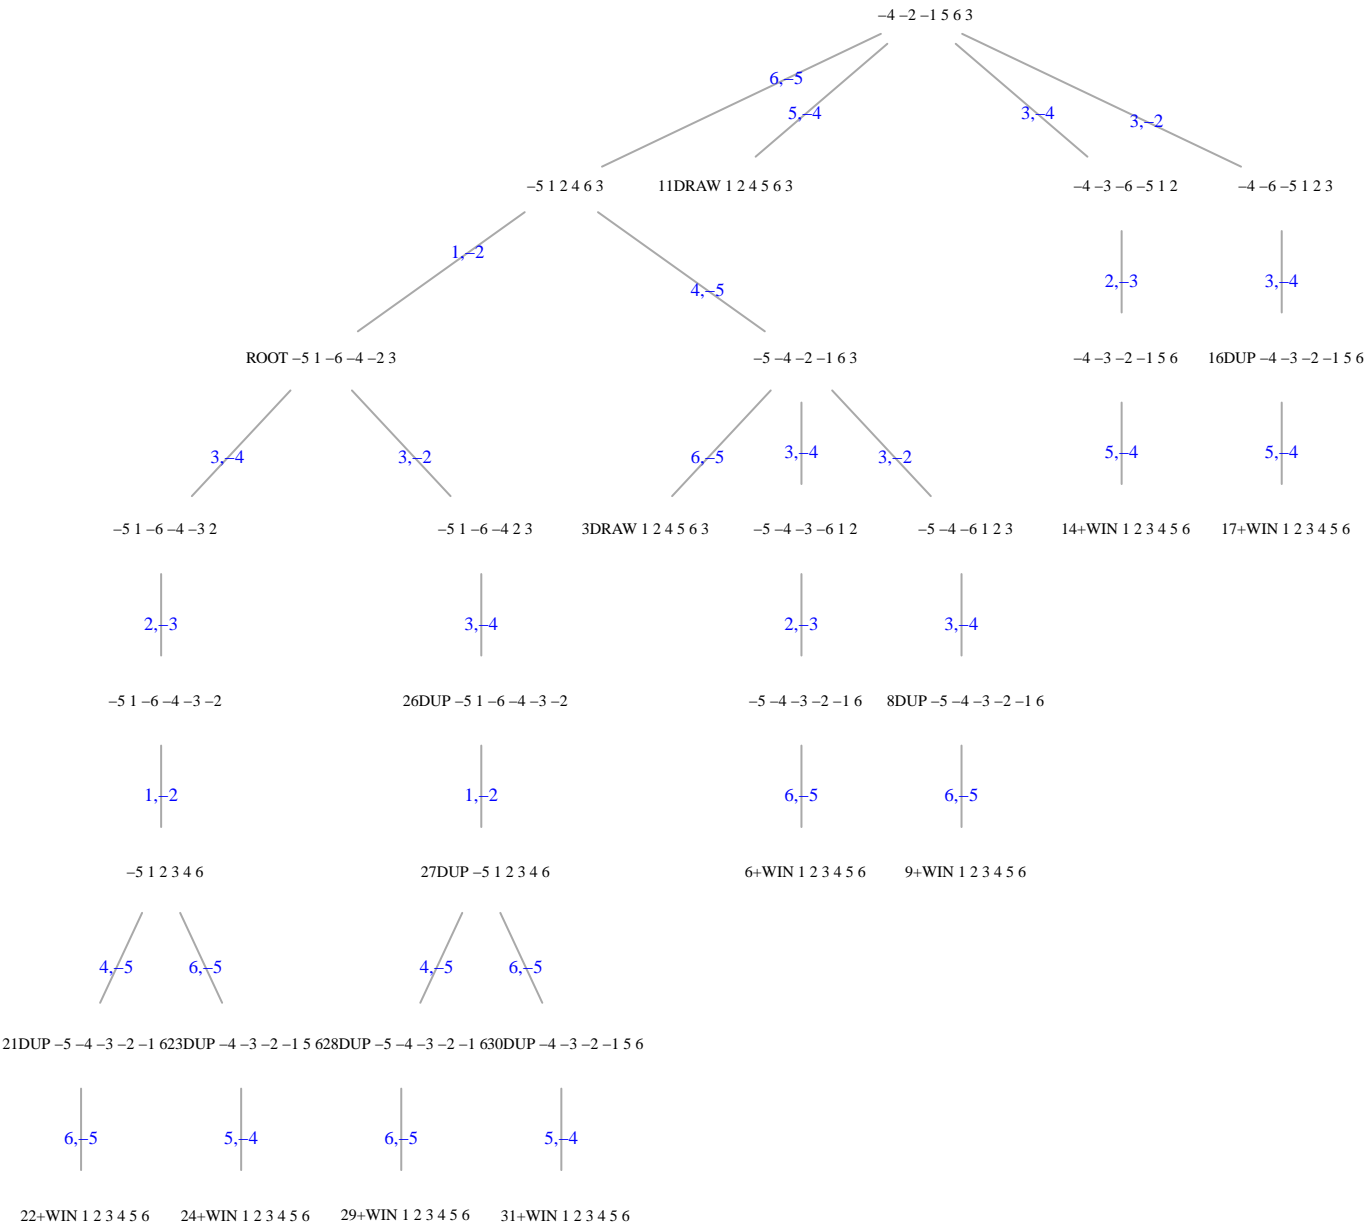 −4 −2 −1 5 6 3
6,−5
5,−4
3,−4
3,−2
−5 1 2 4 6 3
11DRAW 1 2 4 5 6 3
−4 −3 −6 −5 1 2
−4 −6 −5 1 2 3
1,−2
4,−5
2,−3
3,−4
ROOT −5 1 −6 −4 −2 3
−5 −4 −2 −1 6 3
−4 −3 −2 −1 5 6
16DUP −4 −3 −2 −1 5 6
3,−4
3,−2
6,−5
3,−4
3,−2
5,−4
5,−4
−5 1 −6 −4 −3 2
−5 1 −6 −4 2 3
3DRAW 1 2 4 5 6 3
−5 −4 −3 −6 1 2
−5 −4 −6 1 2 3
14+WIN 1 2 3 4 5 6
17+WIN 1 2 3 4 5 6
2,−3
3,−4
2,−3
3,−4
−5 1 −6 −4 −3 −2
26DUP −5 1 −6 −4 −3 −2
−5 −4 −3 −2 −1 6
8DUP −5 −4 −3 −2 −1 6
1,−2
1,−2
6,−5
6,−5
−5 1 2 3 4 6
27DUP −5 1 2 3 4 6
6+WIN 1 2 3 4 5 6
9+WIN 1 2 3 4 5 6
4,−5
6,−5
4,−5
6,−5
21DUP −5 −4 −3 −2 −1 6
23DUP −4 −3 −2 −1 5 6
28DUP −5 −4 −3 −2 −1 6
30DUP −4 −3 −2 −1 5 6
6,−5
5,−4
6,−5
5,−4
22+WIN 1 2 3 4 5 6
24+WIN 1 2 3 4 5 6
29+WIN 1 2 3 4 5 6
31+WIN 1 2 3 4 5 6